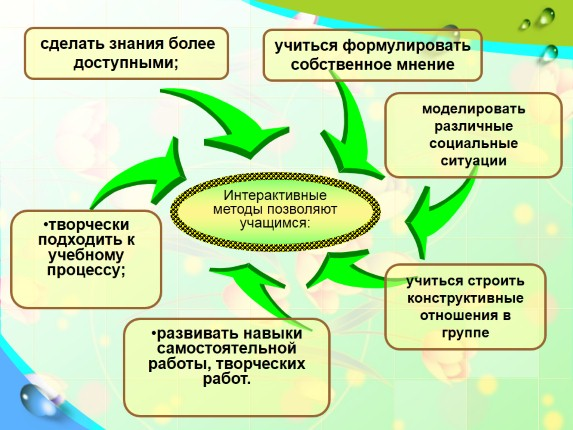 сделать знания более
доступными;
учиться формулировать
собственное мнение
моделировать
различные
социальные
ситуации
Интерактивные
методы позволяют
учащимся:
•творчески
подходить к
учебному
процессу;
учиться строить
конструктивные
отношения в
группе
•развивать навыки
самостоятельной
работы, творческих
работ.